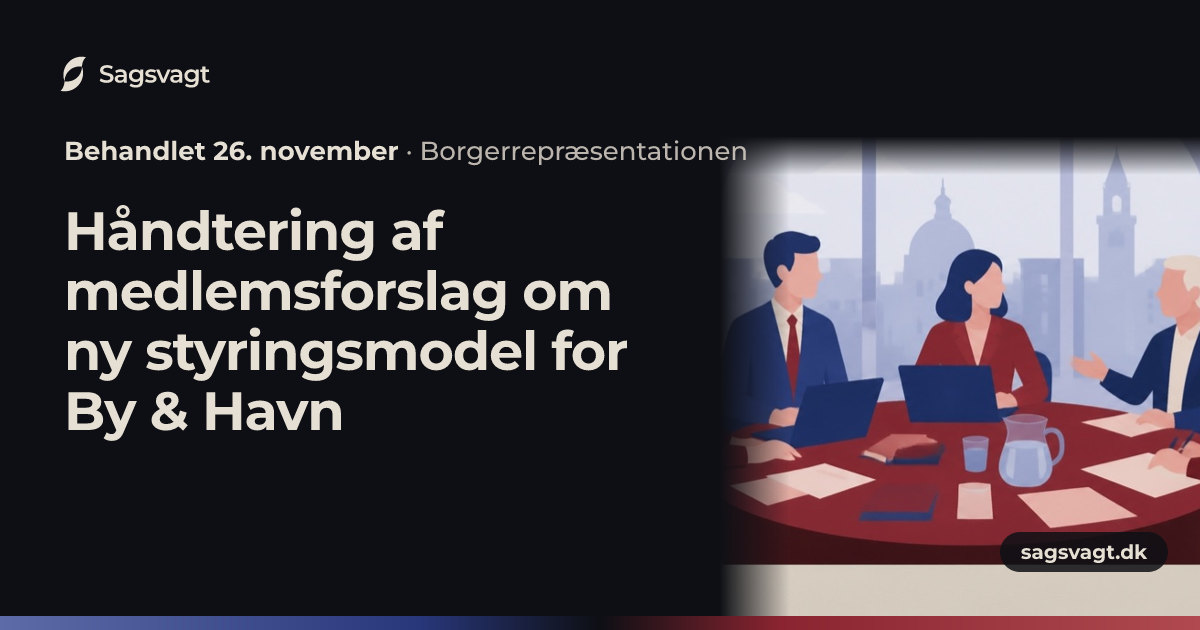 Sagsvagt
Behandlet 26. november · Borgerrepræsentationen
Håndtering af
medlemsforslag om
ny styringsmodel for
By & Havn
sagsvagt.dk